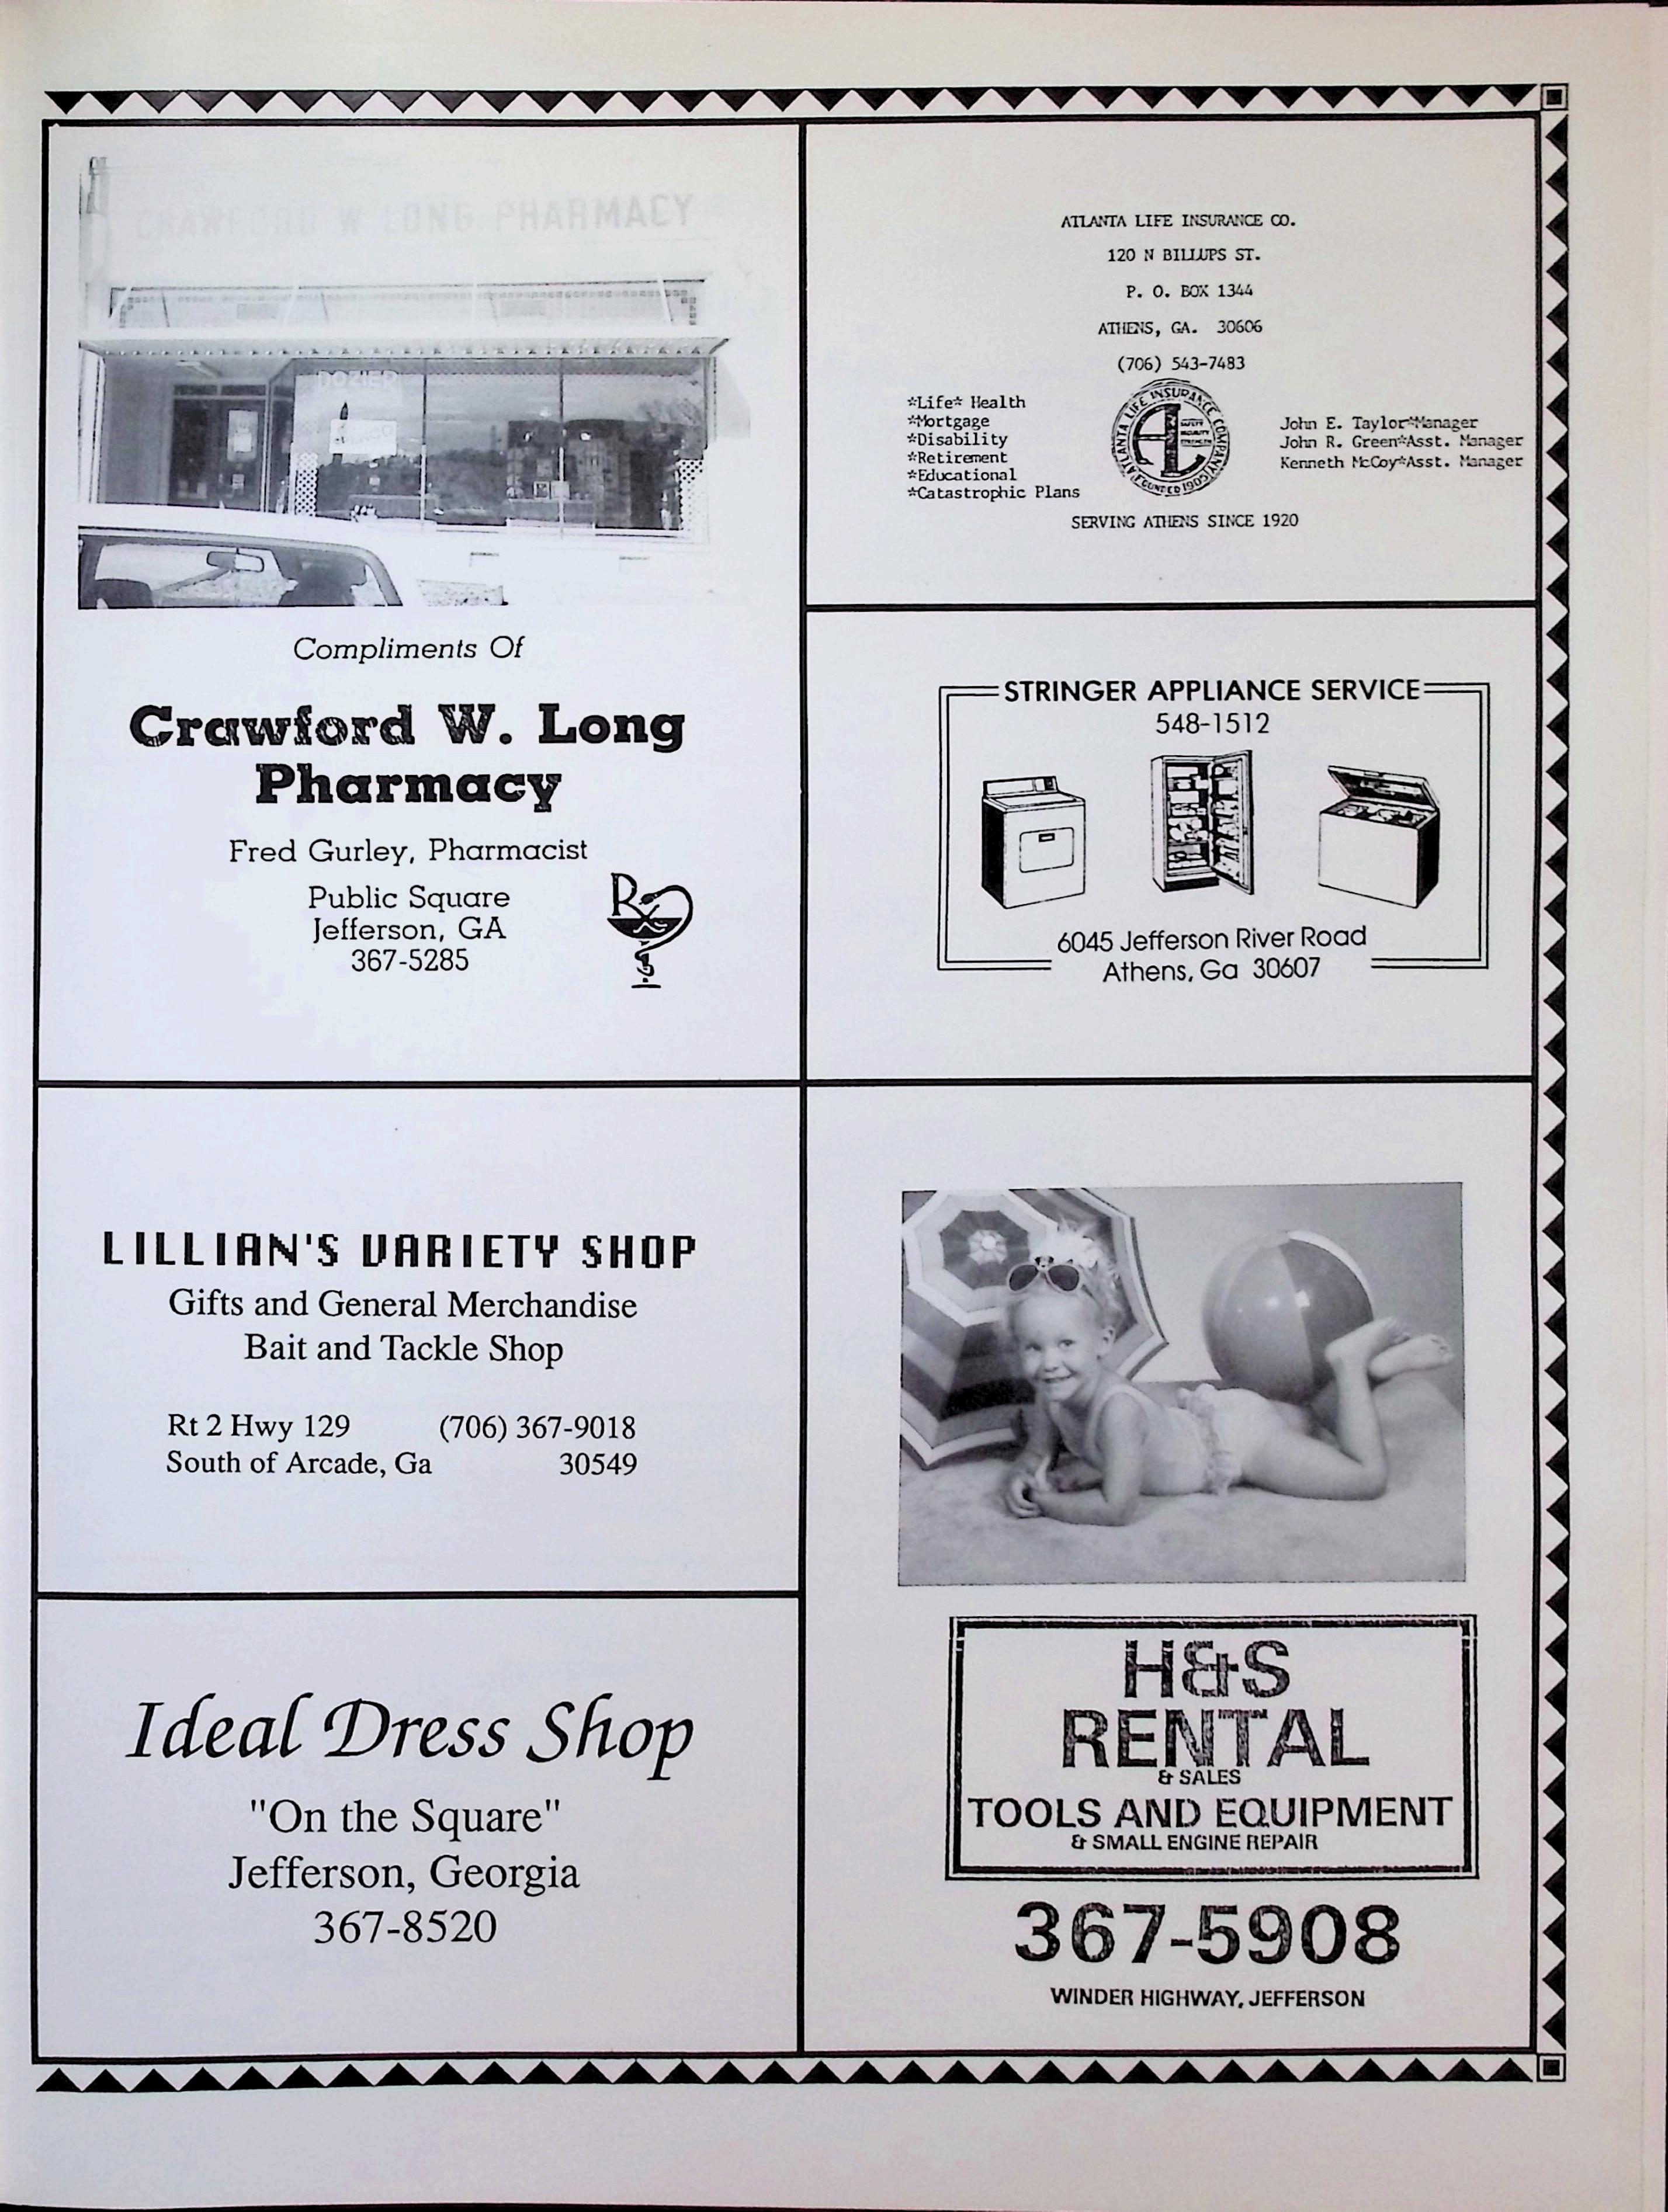 CRAWFORD W LONG PHARMACY
DOZIER
Compliments Of
Crawford W. Long
Pharmacy
Fred Gurley, Pharmacist
Public Square
Jefferson, GA
367-5285
Rx
ATLANTA LIFE INSURANCE CO.
120 N BILLUPS ST.
P. O. BOX 1344
ATHENS, GA. 30606
(706) 543-7483
*Life* Health
*Mortgage
*Disability
*Retirement
*Educational
*Catastrophic Plans
ATLANTA LIFE INSURANCE COMPANY
FOUNDED 1905
John E. Taylor*Manager
John R. Green*Asst. Manager
Kenneth McCoy*Asst. Manager
SERVING ATHENS SINCE 1920
STRINGER APPLIANCE SERVICE
548-1512
6045 Jefferson River Road
Athens, Ga 30607
LILLIAN'S VARIETY SHOP
Gifts and General Merchandise
Bait and Tackle Shop
Rt 2 Hwy 129 (706) 367-9018
South of Arcade, Ga 30549
Ideal Dress Shop
"On the Square"
Jefferson, Georgia
367-8520
H&S
RENTAL
& SALES
TOOLS AND EQUIPMENT
& SMALL ENGINE REPAIR
367-5908
WINDER HIGHWAY, JEFFERSON